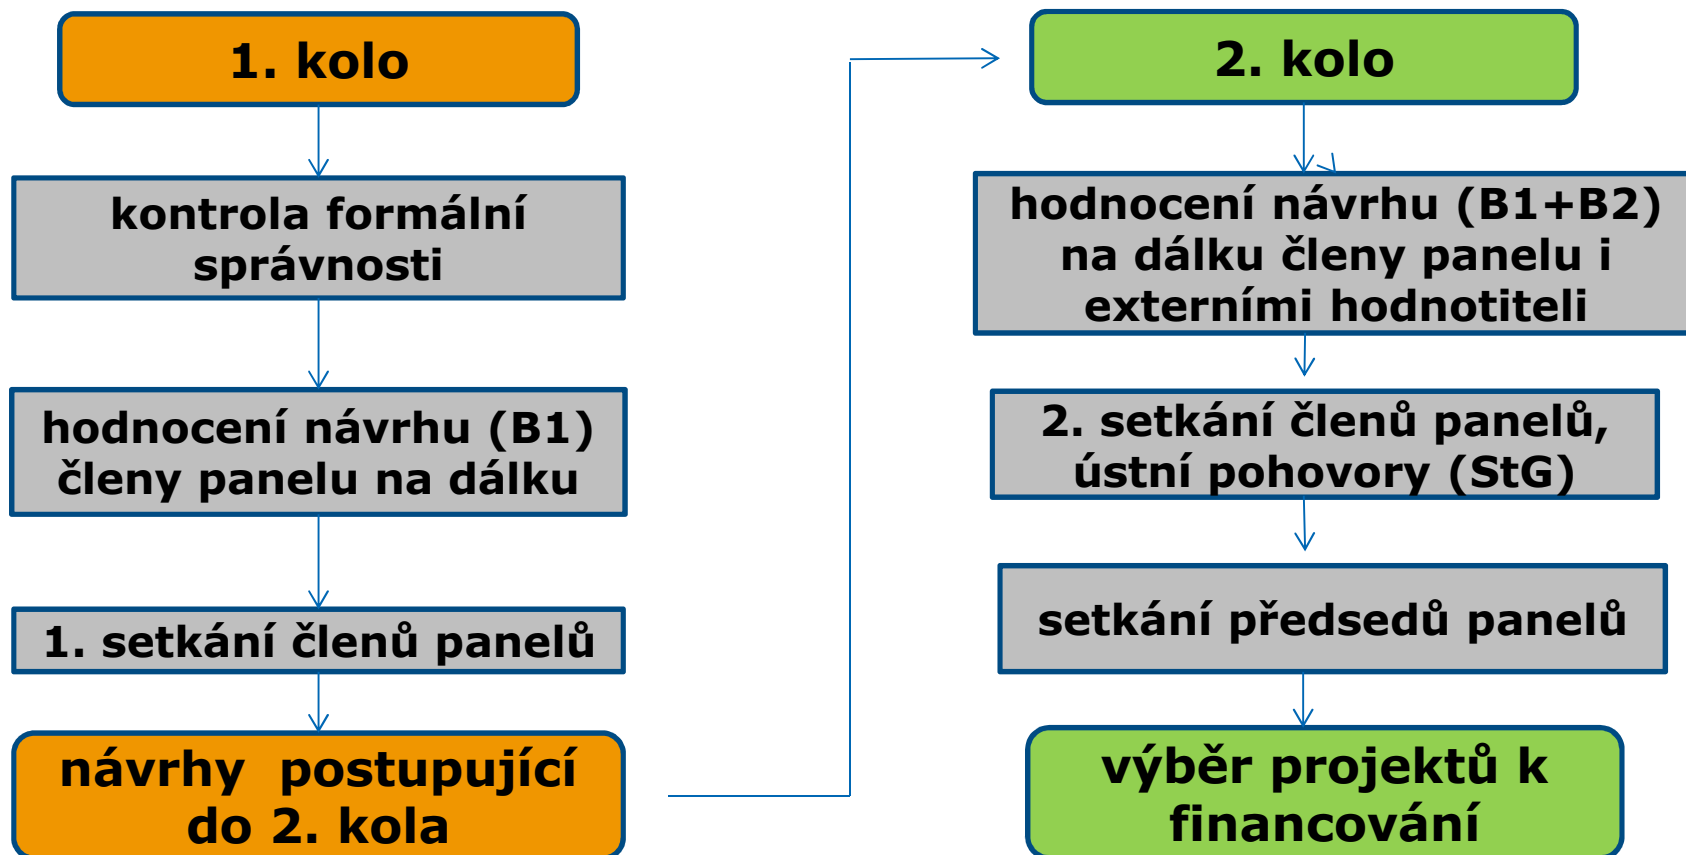 1. kolo
kontrola formální
správnosti
hodnocení návrhu (B1)
členy panelu na dálku
1. setkání členů panelů
návrhy postupující
do 2. kola
2. kolo
hodnocení návrhu (B1+B2)
na dálku členy panelu i
externími hodnotiteli
2. setkání členů panelů,
ústní pohovory (StG)
setkání předsedů panelů
výběr projektů k
financování